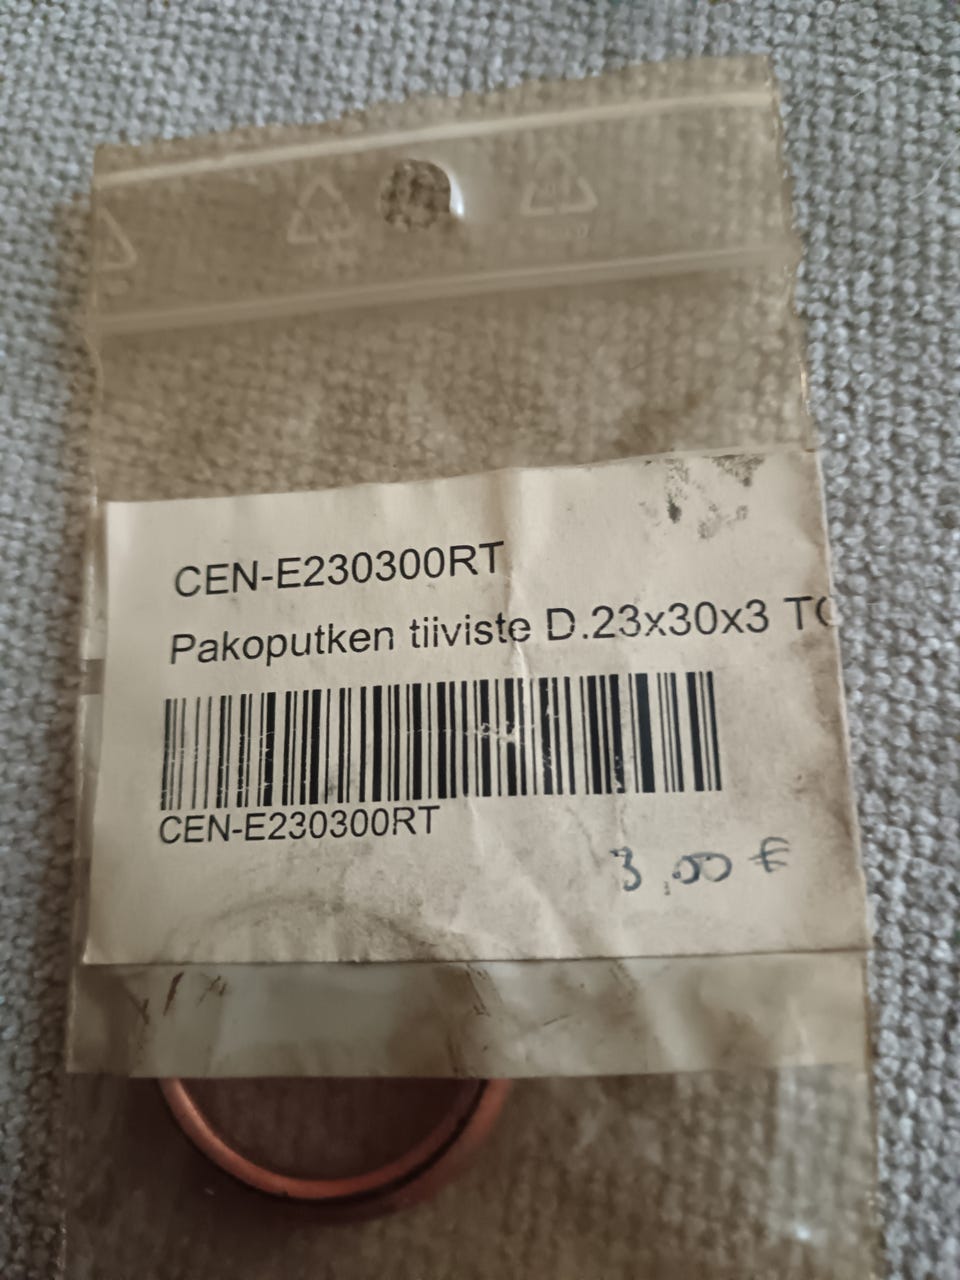 CEN-E230300RT
Pakoputken tiiviste D.23x30x3
CEN-E230300RT
3,00 €